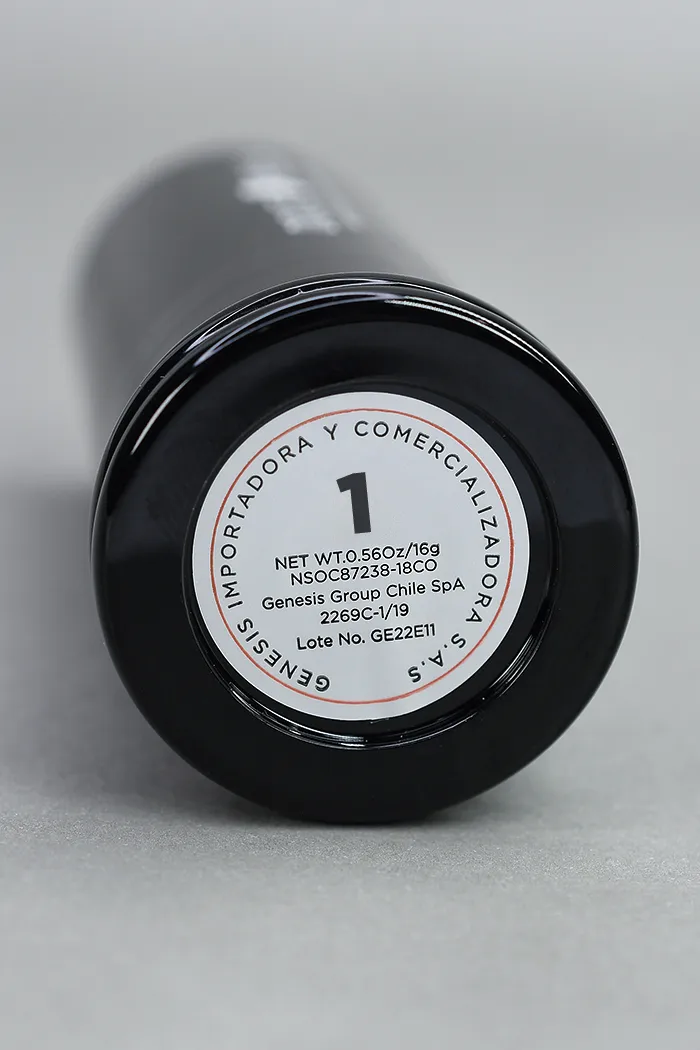 GENESIS IMPORTADORA Y COMERCIALIZADORA S.A.S
1
NET WT.0.56Oz/16g
NSOC87238-18CO
Genesis Group Chile SpA
2269C-1/19
Lote No. GE22E11